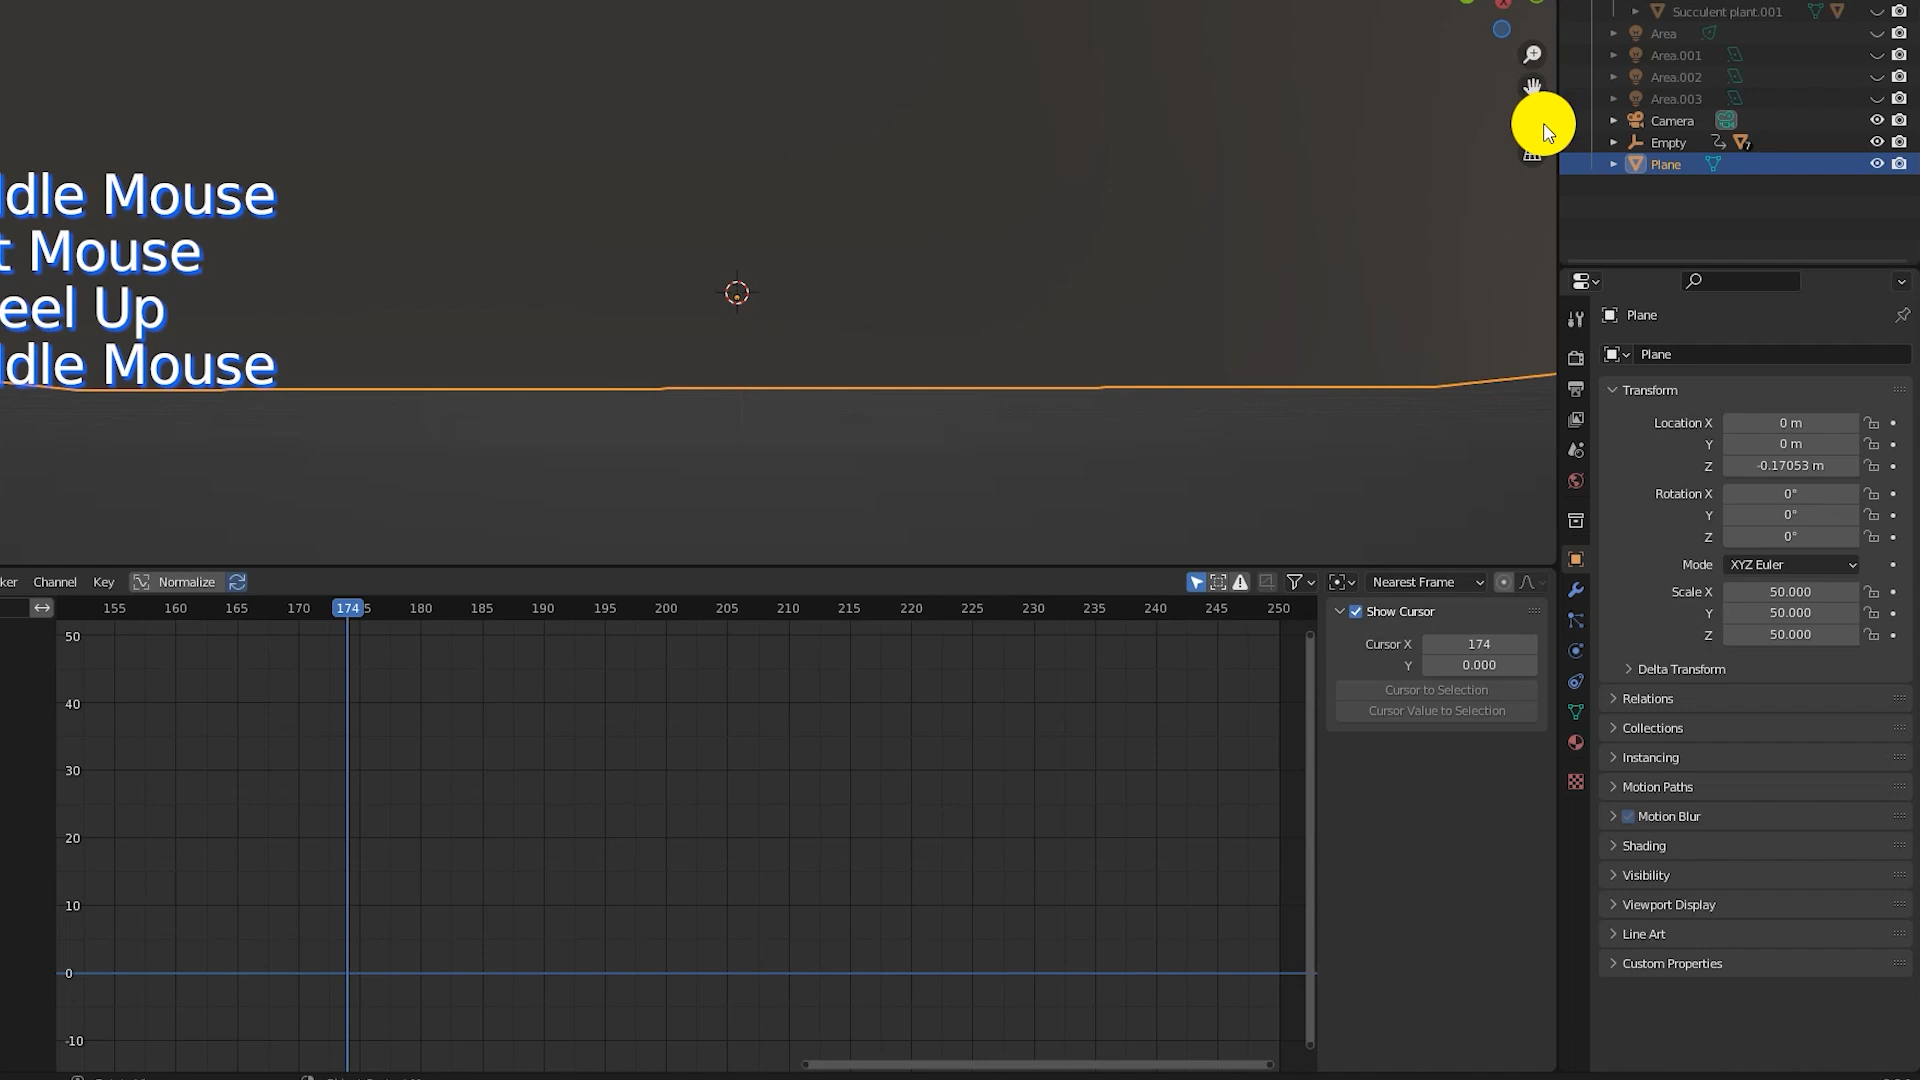 Succulent plant.001
Area
Area.001
Area.002
Area.003
Camera
Empty
7
Plane
ddle Mouse
t Mouse
eel Up
ddle Mouse
Plane
Plane
Transform
Location X 0 m
Y 0 m
Z -0.17053 m
Rotation X 0°
Y 0°
Z 0°
Mode XYZ Euler
Scale X 50.000
Y 50.000
Z 50.000
Delta Transform
Relations
Collections
Instancing
Motion Paths
Motion Blur
Shading
Visibility
Viewport Display
Line Art
Custom Properties
ker Channel Key Normalize Nearest Frame
155 160 165 170 174 5 180 185 190 195 200 205 210 215 220 225 230 235 240 245 250
50
40
30
20
10
0
-10
Show Cursor
Cursor X 174
Y 0.000
Cursor to Selection
Cursor Value to Selection